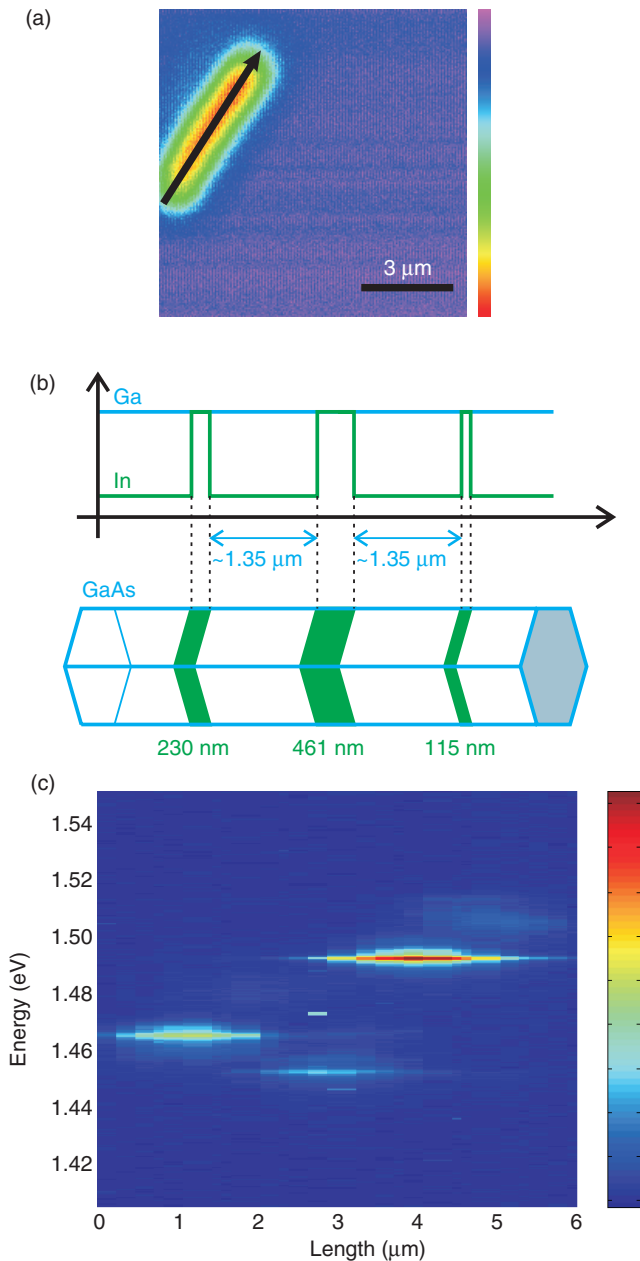 (a)
3 μm
(b)
Ga
In
~1.35 μm ~1.35 μm
GaAs
230 nm 461 nm 115 nm
(c)
1.54
1.52
1.50
1.48
1.46
1.44
1.42
Energy (eV)
0 1 2 3 4 5 6
Length (μm)